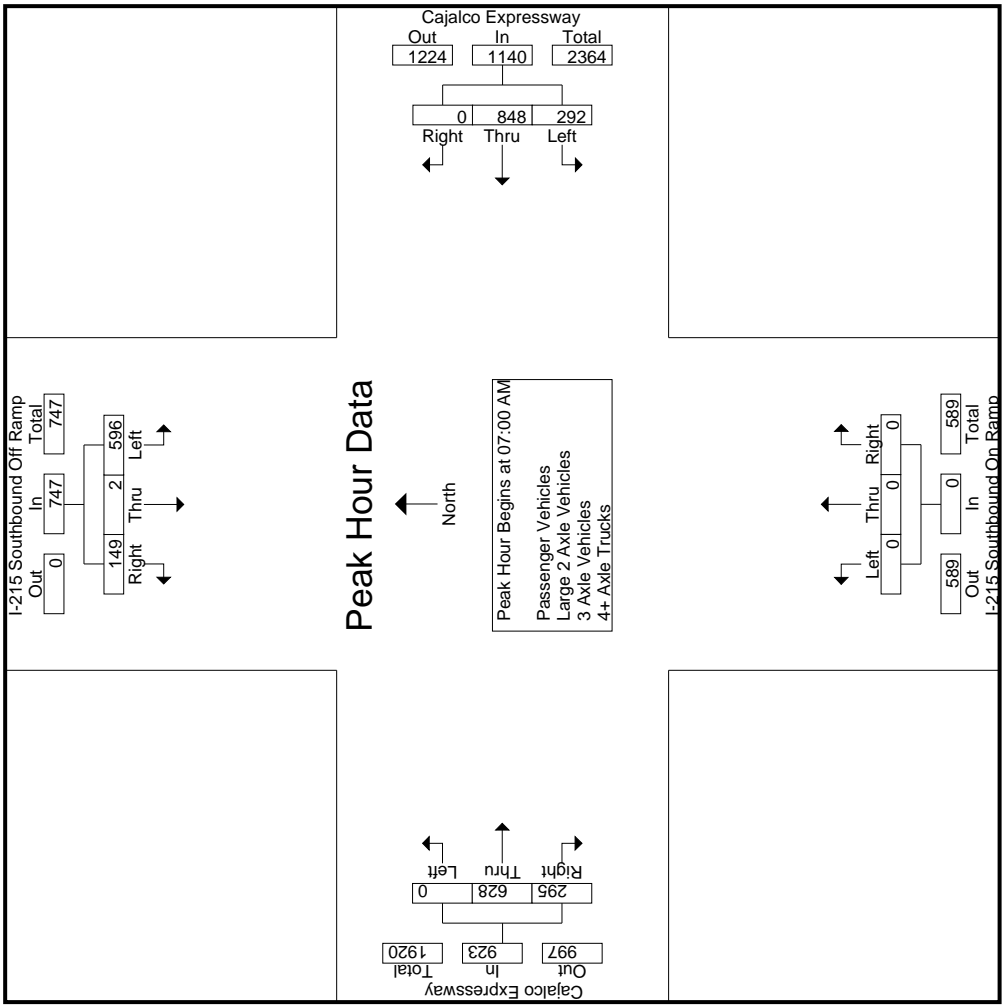 Cajalco Expressway
Out In Total
1224 1140 2364
0 848 292
Right Thru Left
I-215 Southbound Off Ramp
Out In Total
0 747 747
149 2 596
Right Thru Left
Peak Hour Data
North
Peak Hour Begins at 07:00 AM
Passenger Vehicles
Large 2 Axle Vehicles
3 Axle Vehicles
4+ Axle Trucks
Left Thru Right
0 0 0
589 0 589
Out In Total
I-215 Southbound On Ramp
Left Thru Right
0 628 295
1920 923 997
Total In Out
Cajalco Expressway